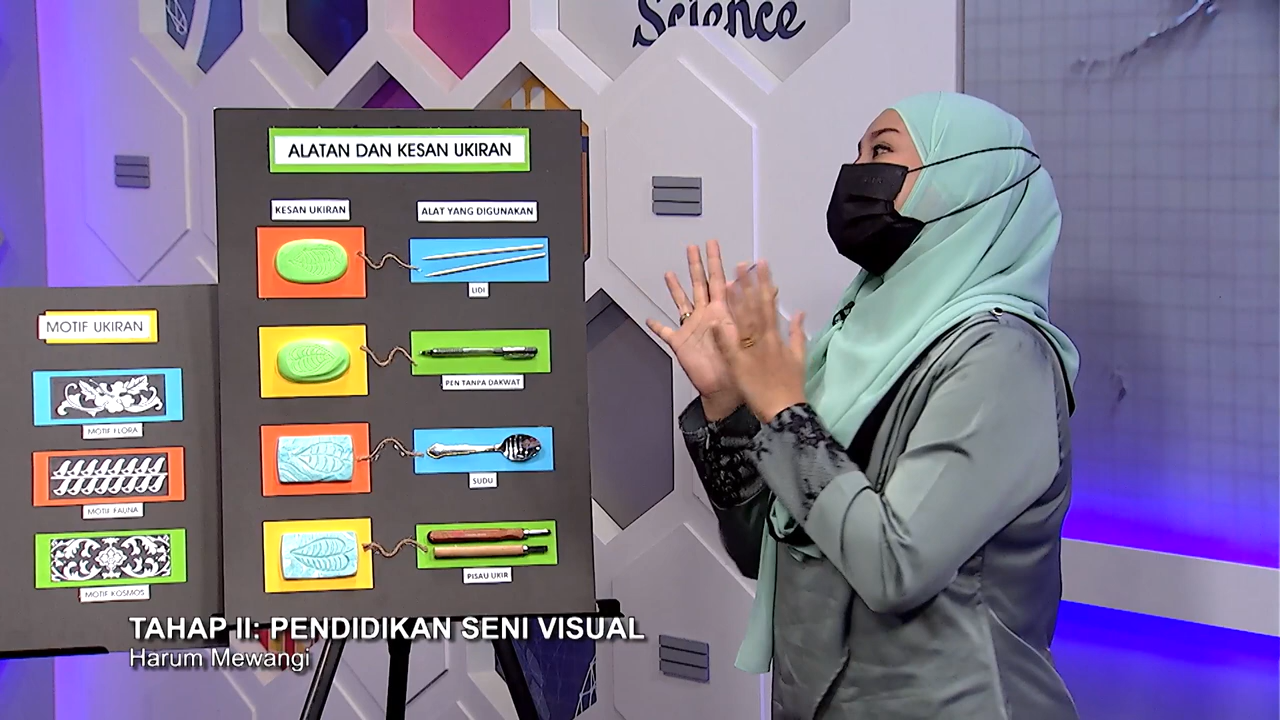 Science
ALATAN DAN KESAN UKIRAN
KESAN UKIRAN
ALAT YANG DIGUNAKAN
LIDI
PEN TANPA DAKWAT
SUDU
PISAU UKIR
MOTIF UKIRAN
MOTIF FLORA
MOTIF FAUNA
MOTIF KOSMOS
TAHAP II: PENDIDIKAN SENI VISUAL
Harum Mewangi